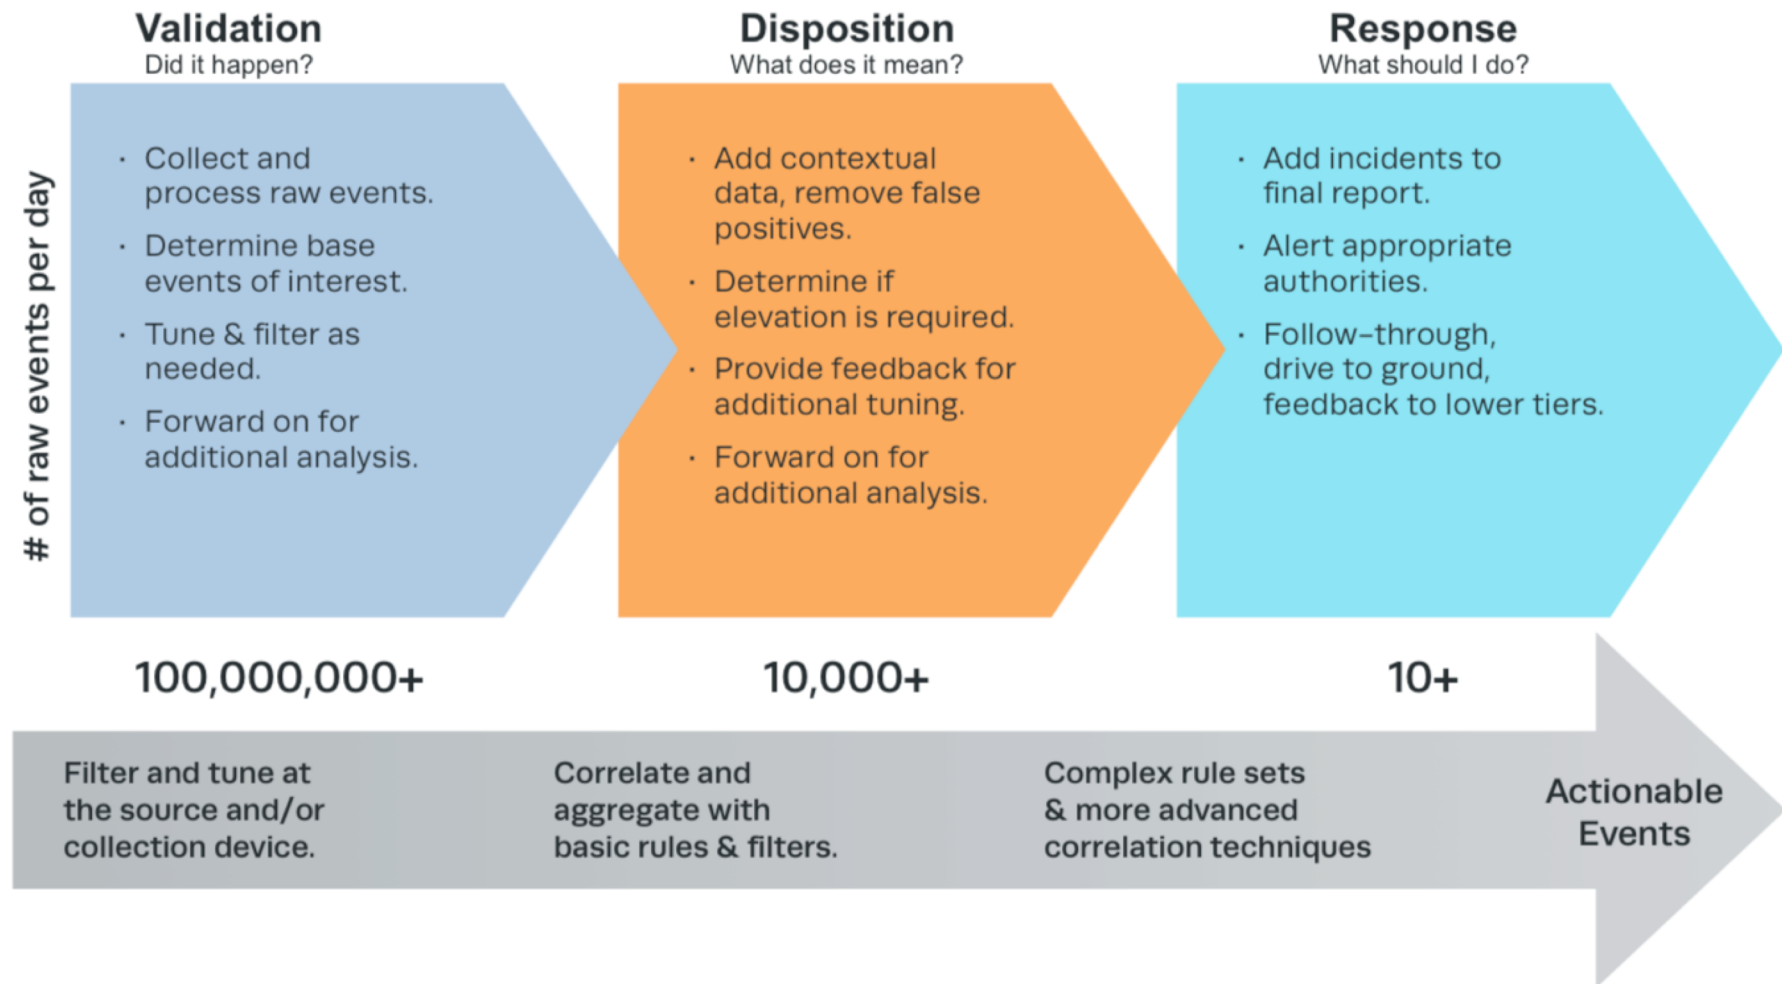 Validation
Did it happen?
Disposition
What does it mean?
Response
What should I do?
# of raw events per day
· Collect and
process raw events.
· Determine base
events of interest.
· Tune & filter as
needed.
· Forward on for
additional analysis.
· Add contextual
data, remove false
positives.
· Determine if
elevation is required.
· Provide feedback for
additional tuning.
· Forward on for
additional analysis.
· Add incidents to
final report.
· Alert appropriate
authorities.
· Follow-through,
drive to ground,
feedback to lower tiers.
100,000,000+
10,000+
10+
Filter and tune at
the source and/or
collection device.
Correlate and
aggregate with
basic rules & filters.
Complex rule sets
& more advanced
correlation techniques
Actionable
Events